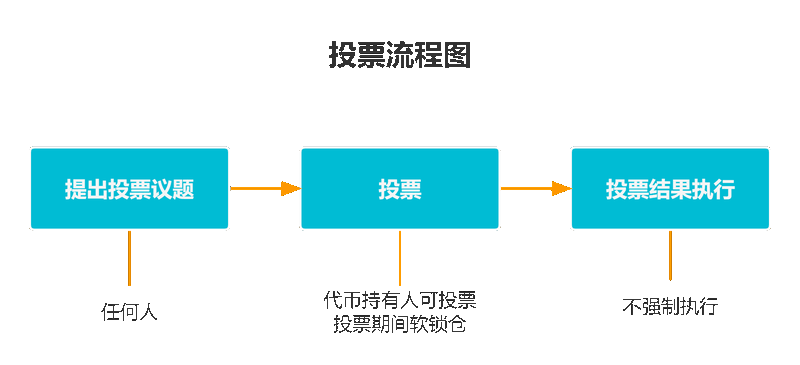 投票流程图
提出投票议题
投票
投票结果执行
任何人
代币持有人可投票
投票期间软锁仓
不强制执行